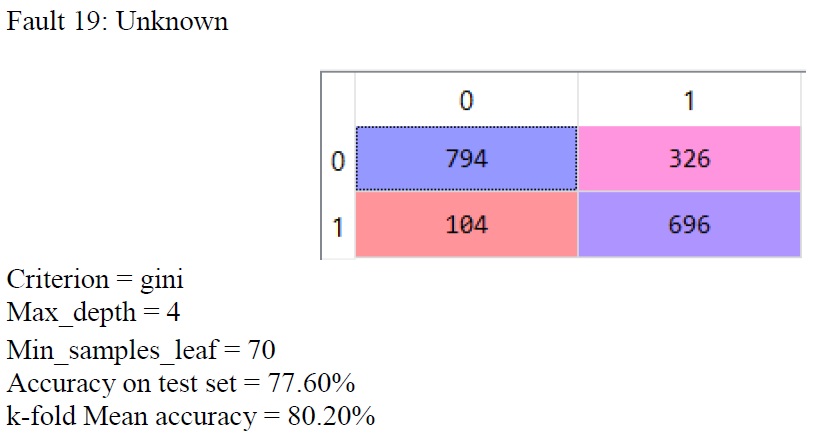 Fault 19: Unknown
0 1
0 794 326
1 104 696
Criterion = gini
Max_depth = 4
Min_samples_leaf = 70
Accuracy on test set = 77.60%
k-fold Mean accuracy = 80.20%